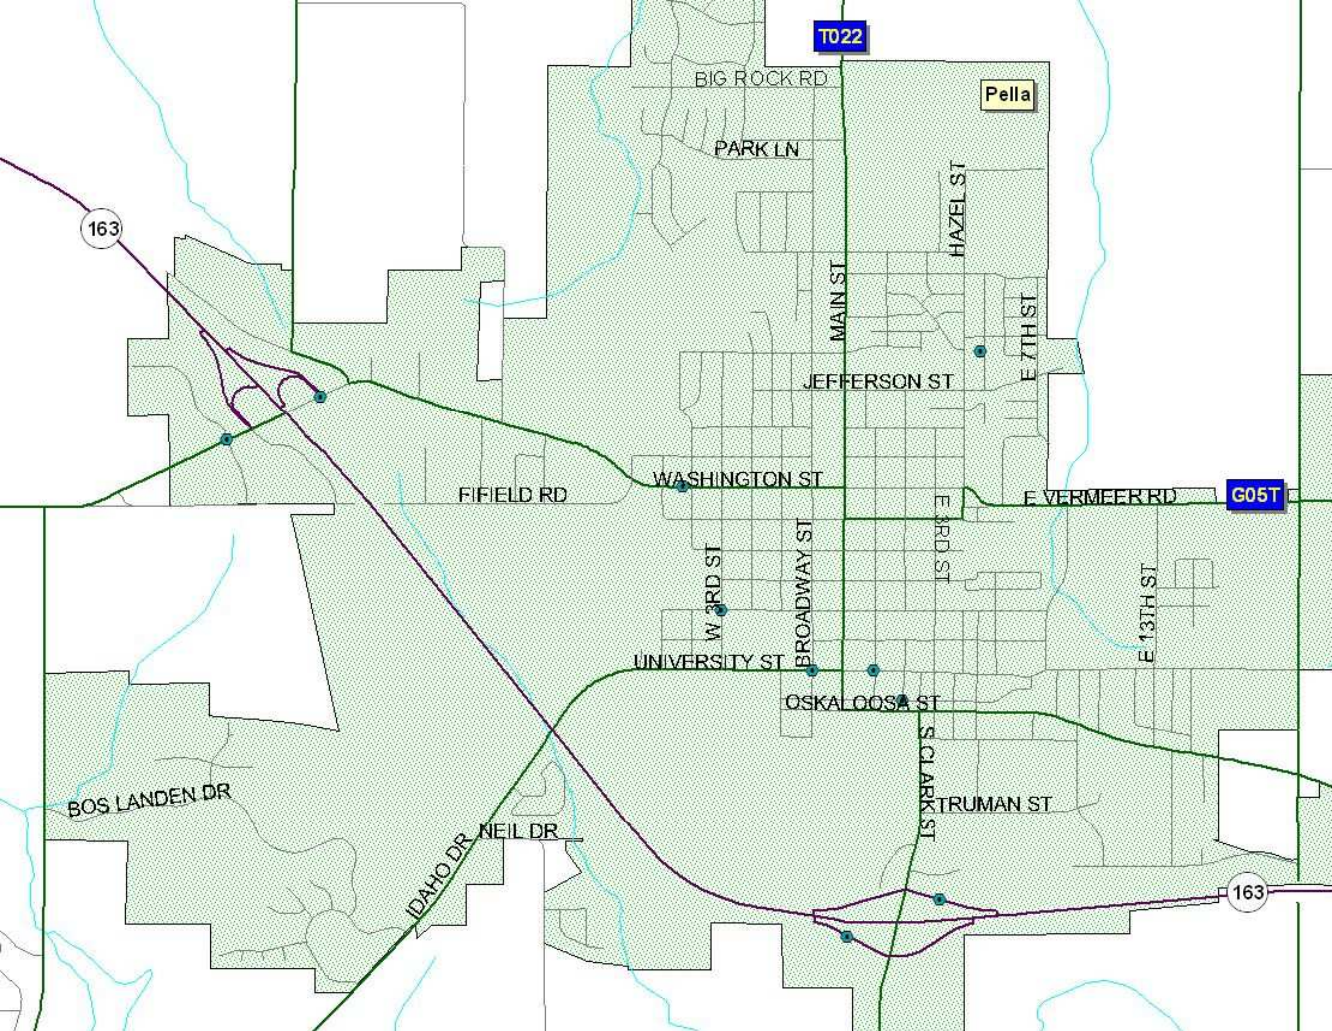 T022
BIG ROCK RD
Pella
PARK LN
HAZEL ST
163
MAIN ST
E 7TH ST
JEFFERSON ST
WASHINGTON ST
FIFIELD RD
E VERMEER RD
G05T
E 3RD ST
BROADWAY ST
W 3RD ST
E 13TH ST
UNIVERSITY ST
OSKALOOSA ST
S CLARK ST
BOS LANDEN DR
TRUMAN ST
NEIL DR
IDAHO DR
163